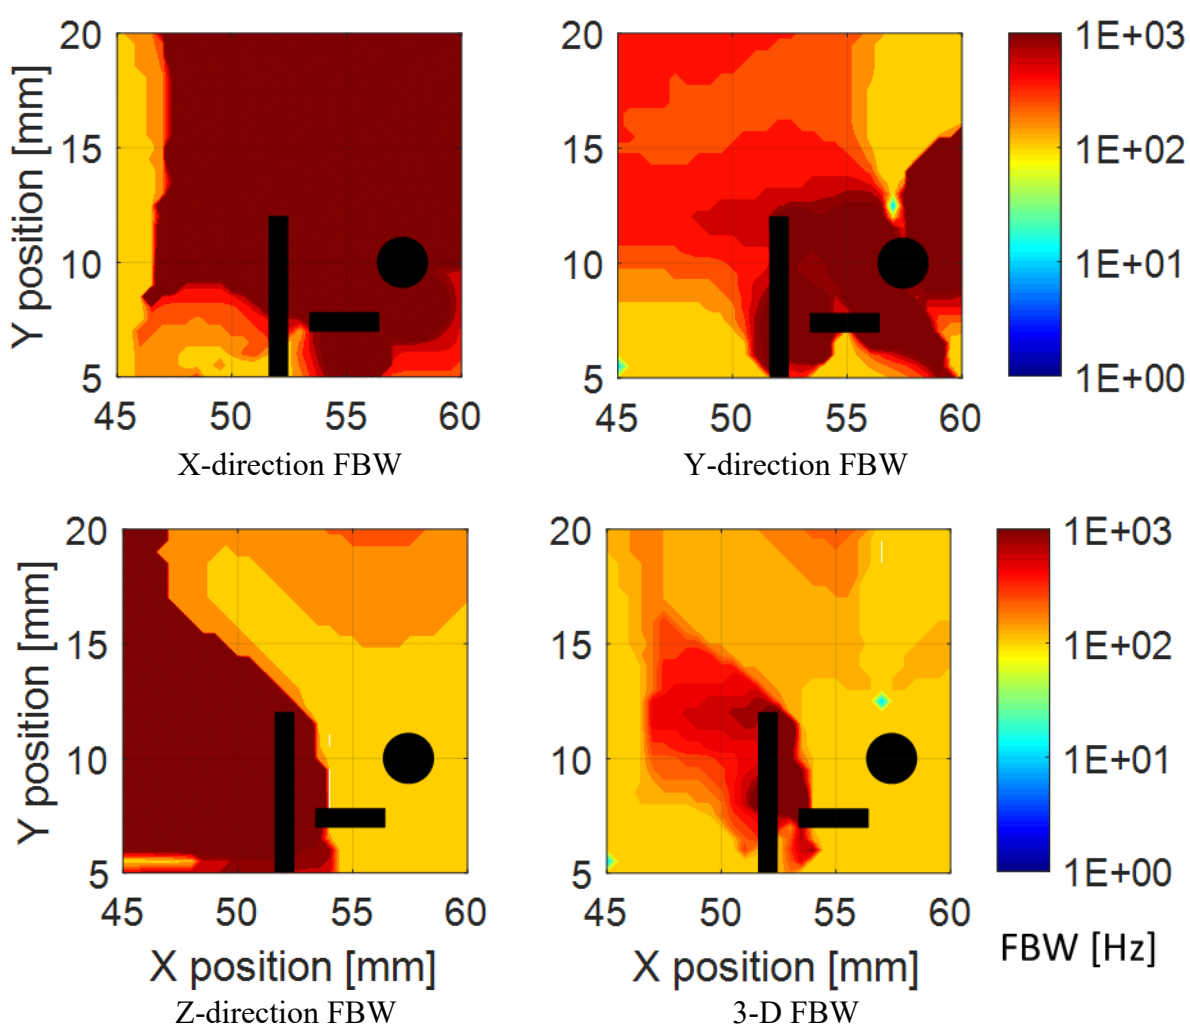 20
15
10
5
45 50 55 60
Y position [mm]
X-direction FBW
20
15
10
5
45 50 55 60
Y-direction FBW
1E+03
1E+02
1E+01
1E+00
20
15
10
5
45 50 55 60
Y position [mm]
X position [mm]
Z-direction FBW
20
15
10
5
45 50 55 60
X position [mm]
3-D FBW
1E+03
1E+02
1E+01
1E+00
FBW [Hz]